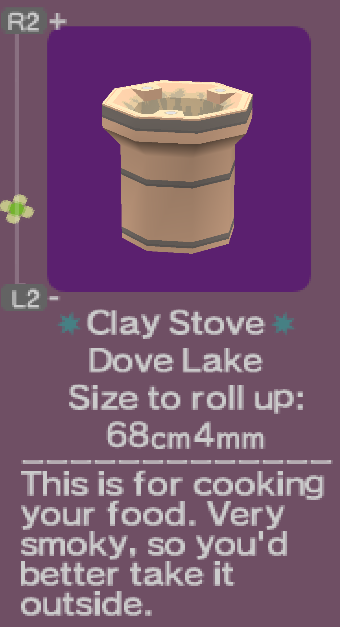 R2 +
L2 -
Clay Stove
Dove Lake
Size to roll up:
68cm4mm
This is for cooking
your food. Very
smoky, so you'd
better take it
outside.